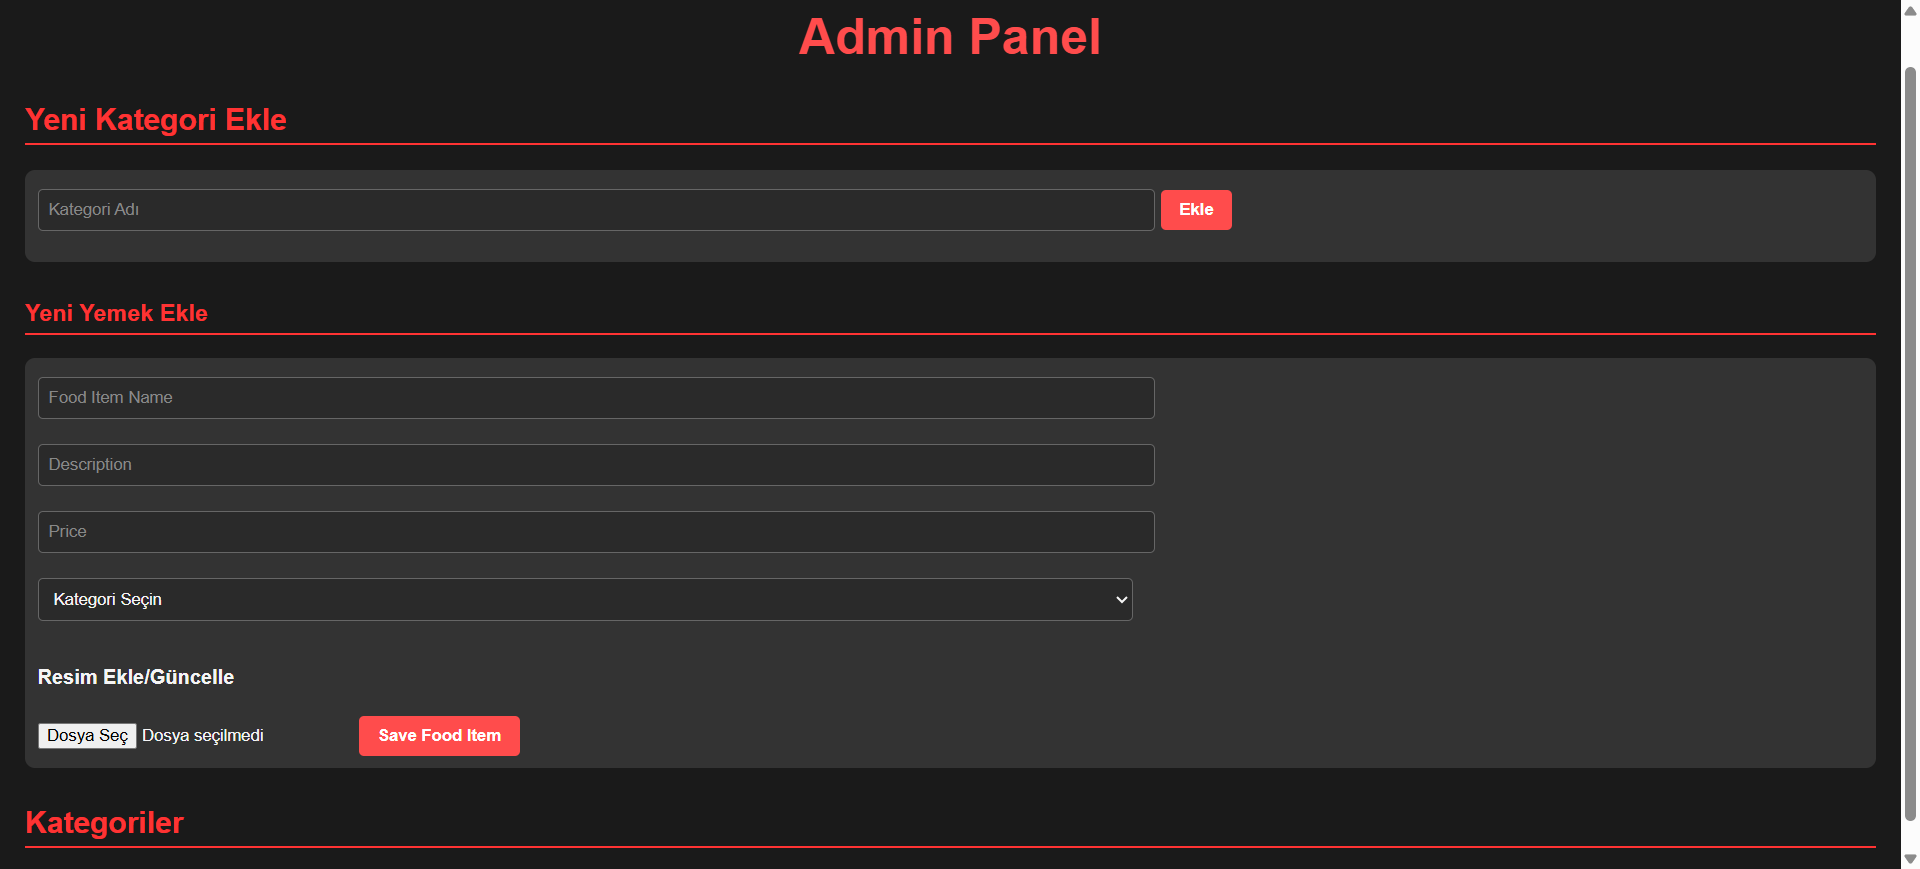 Admin Panel
Yeni Kategori Ekle
Kategori Adı
Ekle
Yeni Yemek Ekle
Food Item Name
Description
Price
Kategori Seçin
Resim Ekle/Güncelle
Dosya Seç Dosya seçilmedi
Save Food Item
Kategoriler